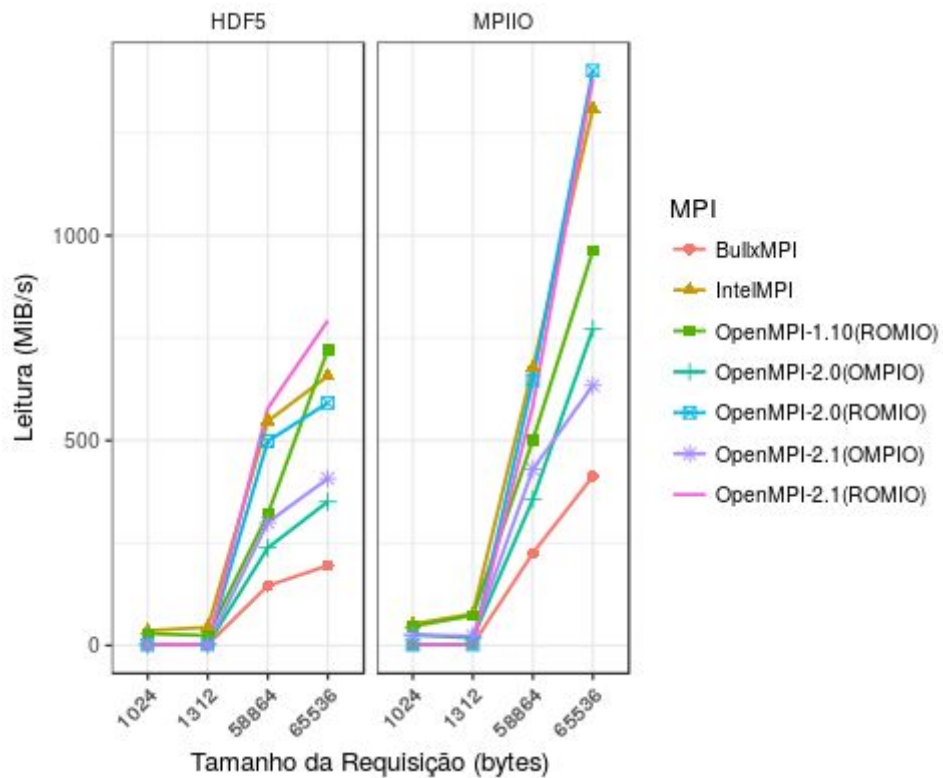 HDF5
MPIIO
1000
500
0
Leitura (MiB/s)
1024
1312
58864
65536
1024
1312
58864
65536
Tamanho da Requisição (bytes)
MPI
BullxMPI
IntelMPI
OpenMPI-1.10(ROMIO)
OpenMPI-2.0(OMPIO)
OpenMPI-2.0(ROMIO)
OpenMPI-2.1(OMPIO)
OpenMPI-2.1(ROMIO)